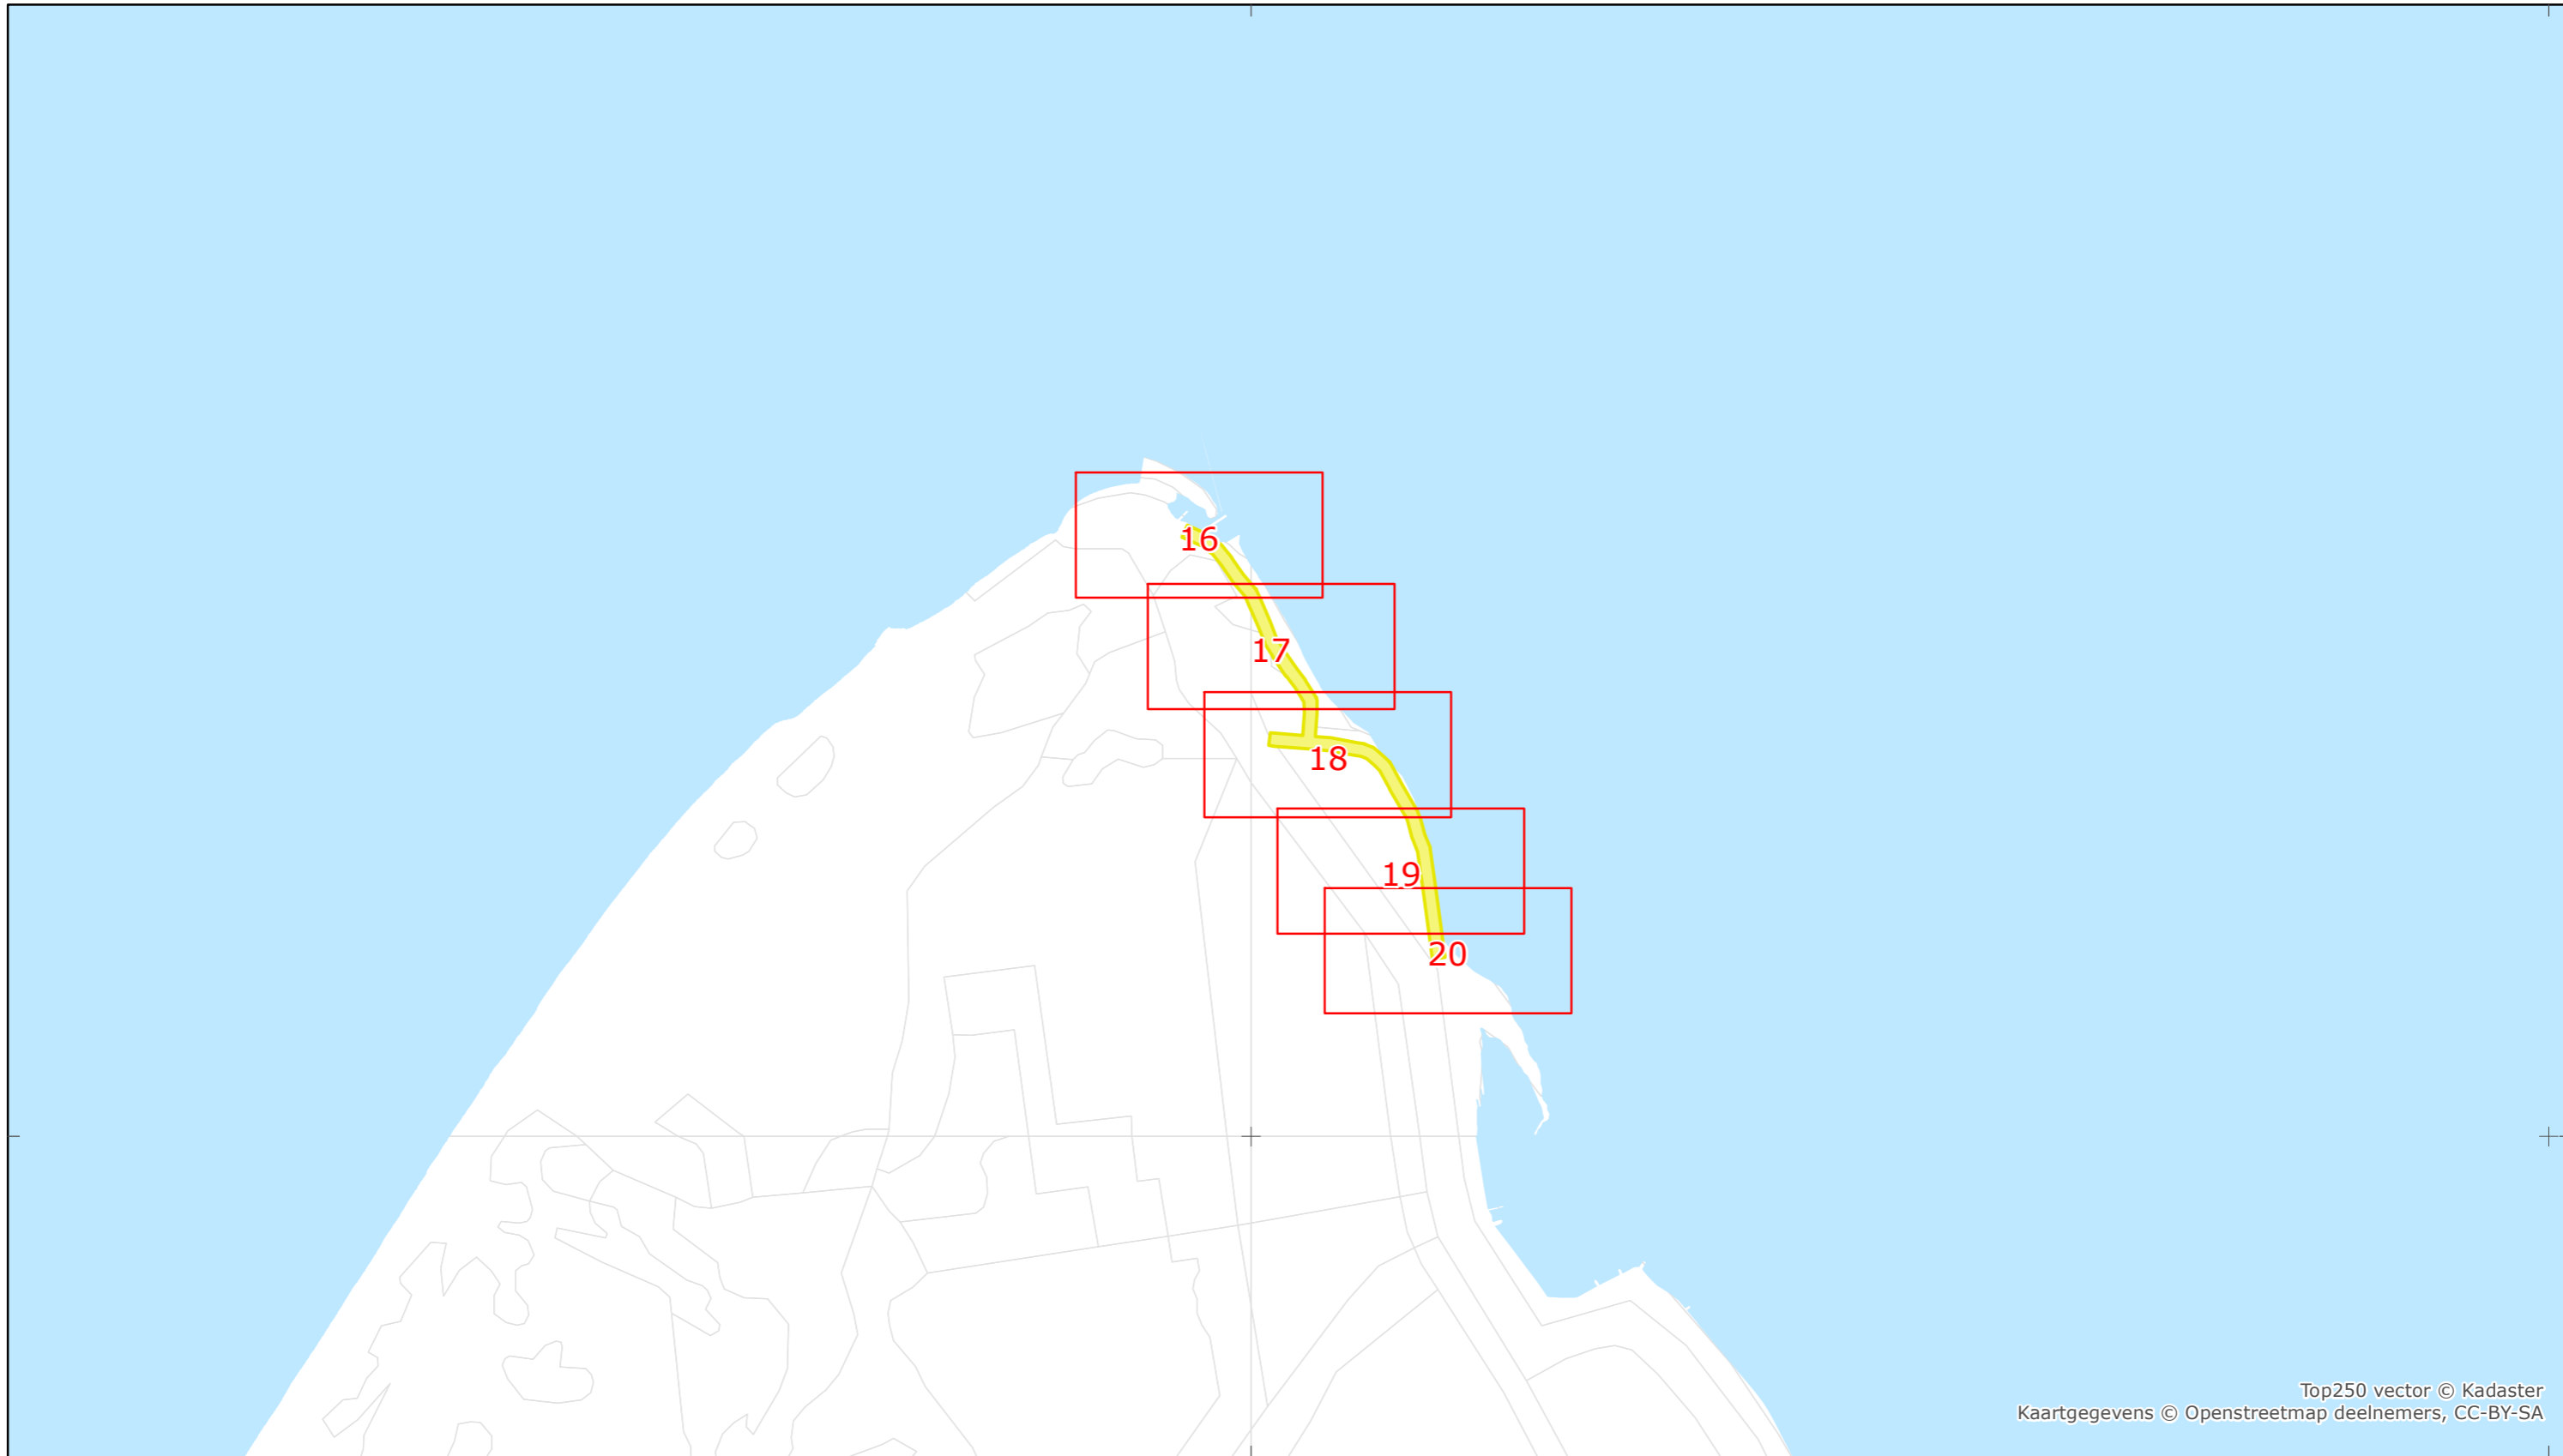 16
17
18
19
20
Top250 vector © Kadaster
Kaartgegevens © Openstreetmap deelnemers, CC-BY-SA